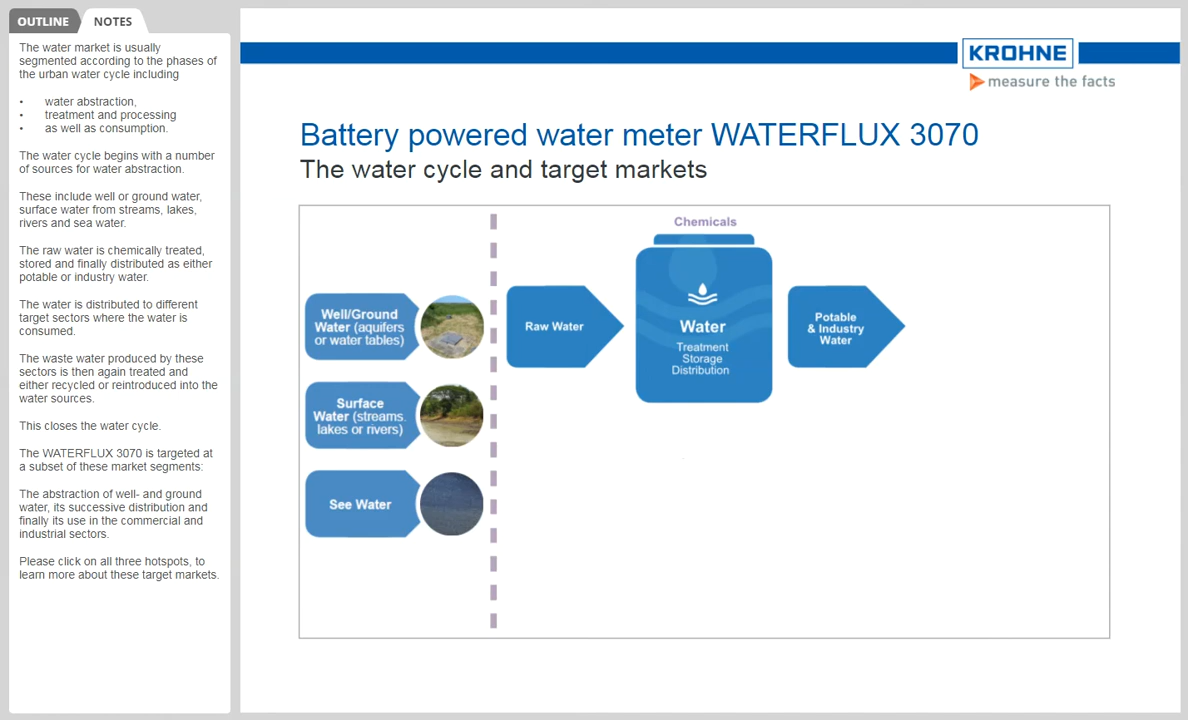 OUTLINE
NOTES
The water market is usually
segmented according to the phases of
the urban water cycle including
• water abstraction,
• treatment and processing
• as well as consumption.
The water cycle begins with a number
of sources for water abstraction.
These include well or ground water,
surface water from streams, lakes,
rivers and sea water.
The raw water is chemically treated,
stored and finally distributed as either
potable or industry water.
The water is distributed to different
target sectors where the water is
consumed.
The waste water produced by these
sectors is then again treated and
either recycled or reintroduced into the
water sources.
This closes the water cycle.
The WATERFLUX 3070 is targeted at
a subset of these market segments:
The abstraction of well- and ground
water, its successive distribution and
finally its use in the commercial and
industrial sectors.
Please click on all three hotspots, to
learn more about these target markets.
KROHNE
measure the facts
Battery powered water meter WATERFLUX 3070
The water cycle and target markets
Well/Ground
Water (aquifers
or water tables)
Surface
Water (streams.
lakes or rivers)
See Water
Raw Water
Chemicals
Water
Treatment
Storage
Distribution
Potable
& Industry
Water